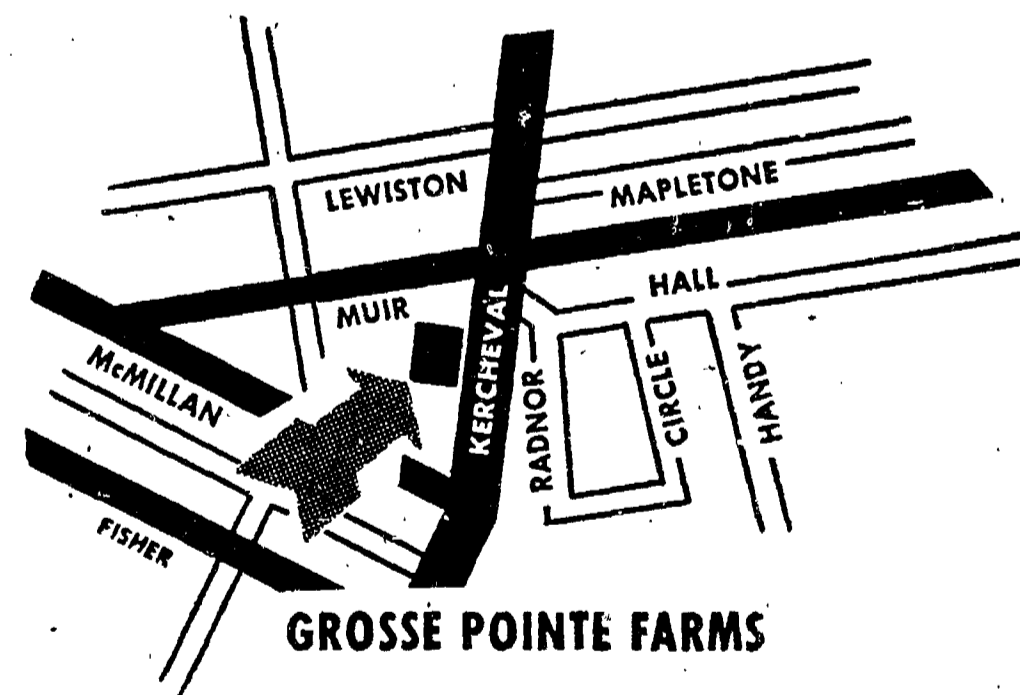 LEWISTON
MAPLETONE
HALL
MUIR
KERCHEVAL
McMILLAN
RADNOR
CIRCLE
HANDY
FISHER
GROSSE POINTE FARMS